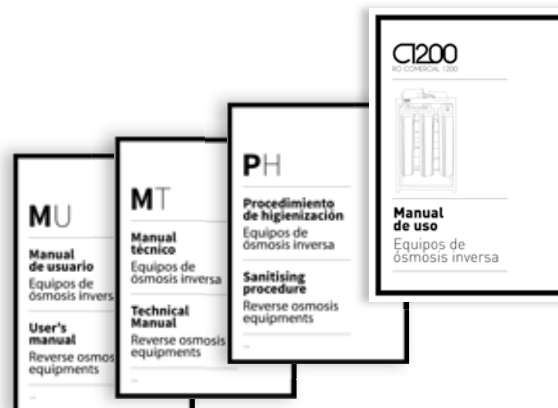 MU
Manual
de usuario
Equipos de
ósmosis invers
User's
manual
Reverse osmos
equipments
MT
Manual
técnico
Equipos de
ósmosis inversa
Technical
Manual
Reverse osmosis
equipments
PH
Procedimiento
de higienización
Equipos de
ósmosis inversa
Sanitising
procedure
Reverse osmosis
equipments
C1200
RO COMERCIAL 1200
Manual
de uso
Equipos de
ósmosis inversa